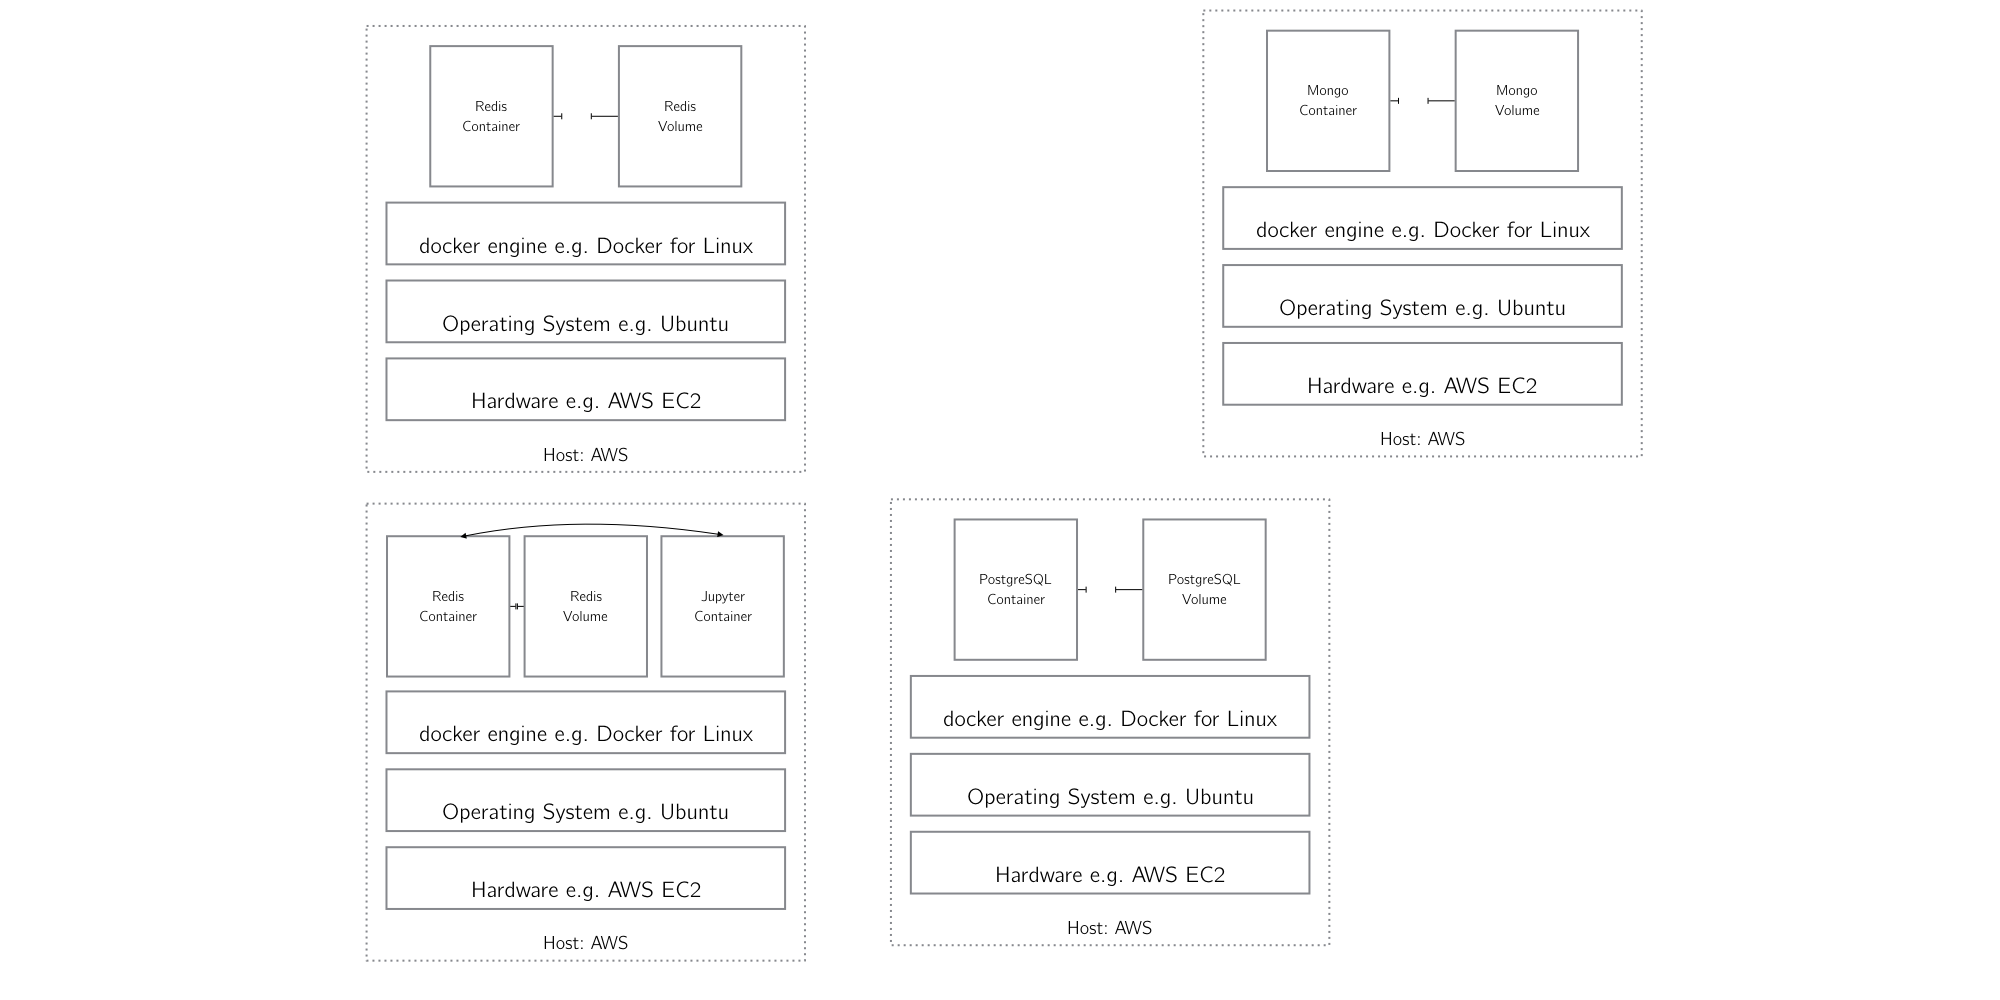 Redis
Container
Redis
Volume
docker engine e.g. Docker for Linux
Operating System e.g. Ubuntu
Hardware e.g. AWS EC2
Host: AWS
Mongo
Container
Mongo
Volume
docker engine e.g. Docker for Linux
Operating System e.g. Ubuntu
Hardware e.g. AWS EC2
Host: AWS
Redis
Container
Redis
Volume
Jupyter
Container
docker engine e.g. Docker for Linux
Operating System e.g. Ubuntu
Hardware e.g. AWS EC2
Host: AWS
PostgreSQL
Container
PostgreSQL
Volume
docker engine e.g. Docker for Linux
Operating System e.g. Ubuntu
Hardware e.g. AWS EC2
Host: AWS